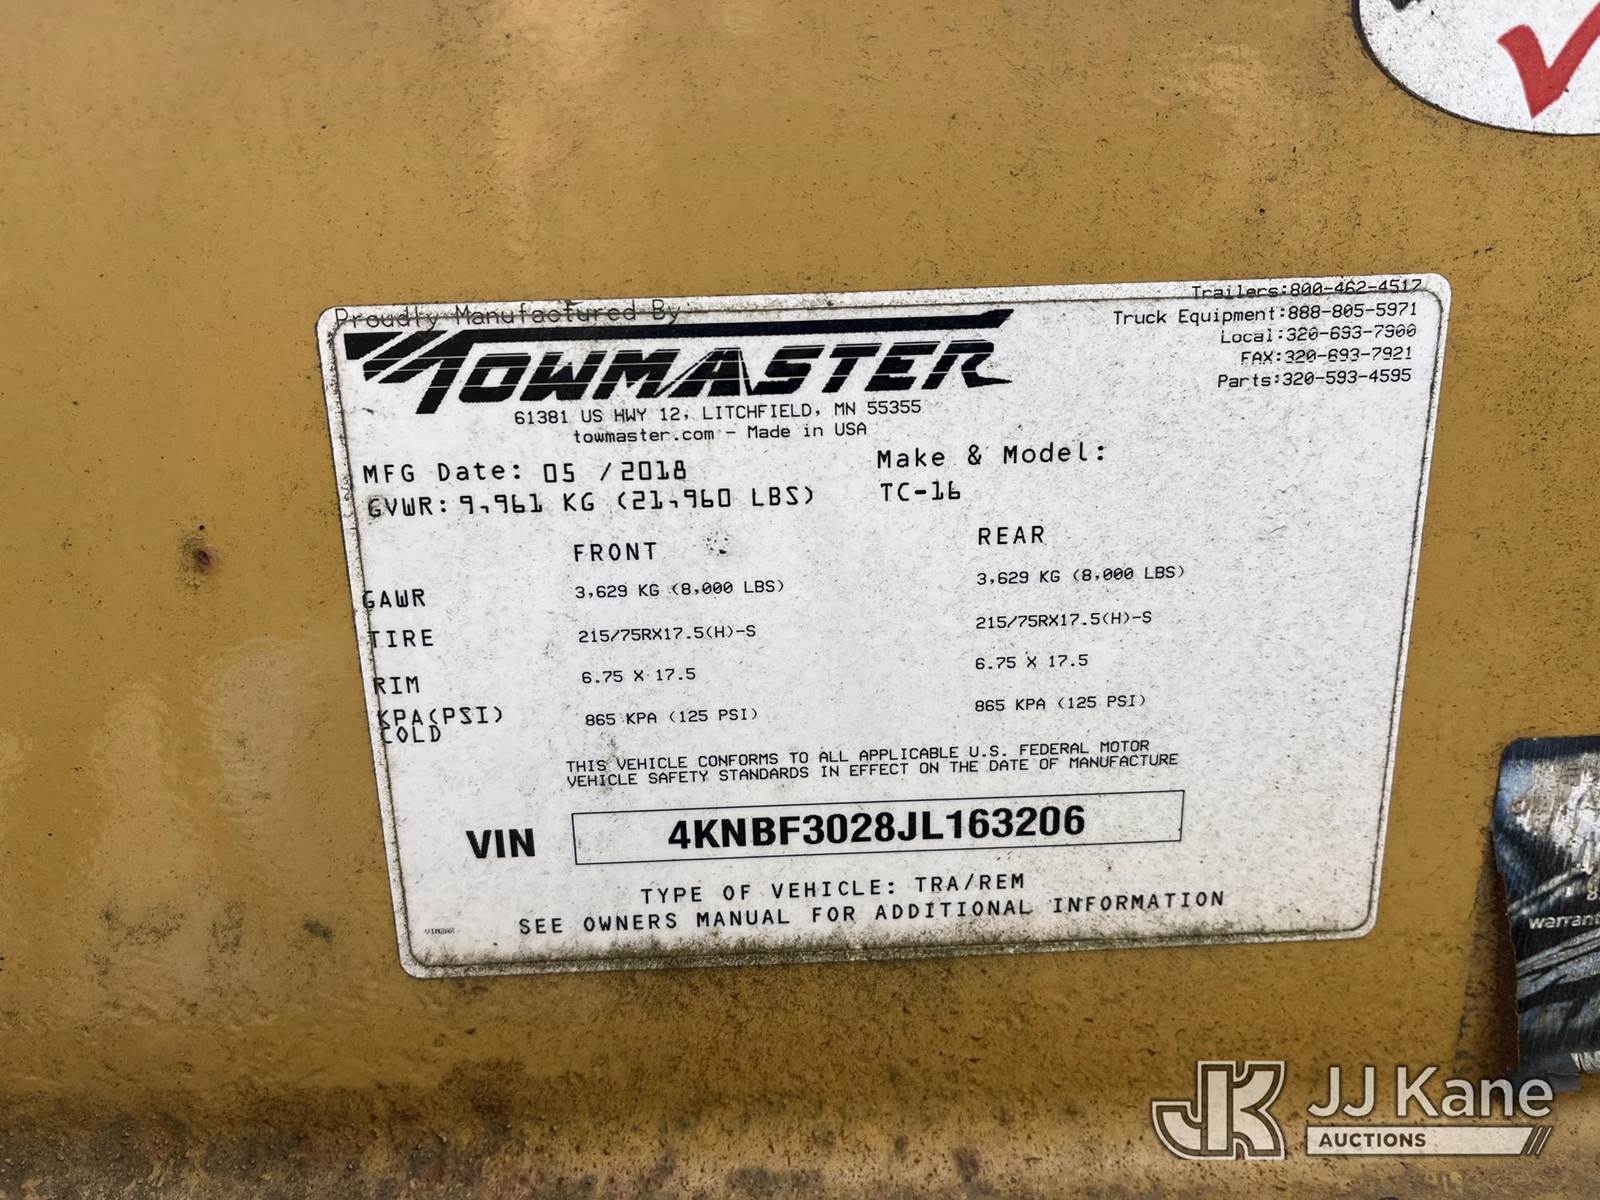 Proudly Manufactured By
TOWMASTER
61381 US HWY 12, LITCHFIELD, MN 55355
towmaster.com - Made in USA
Trailers:800-462-4517
Truck Equipment:888-805-5971
Local:320-693-7900
FAX:320-693-7921
Parts:320-593-4595
MFG Date: 05 /2018
GVWR: 9,961 KG (21,960 LBS)
Make & Model:
TC-16
FRONT REAR
GAWR 3,629 KG (8,000 LBS) 3,629 KG (8,000 LBS)
TIRE 215/75RX17.5(H)-S 215/75RX17.5(H)-S
RIM 6.75 X 17.5 6.75 X 17.5
KPA(PSI) 865 KPA (125 PSI) 865 KPA (125 PSI)
COLD
THIS VEHICLE CONFORMS TO ALL APPLICABLE U.S. FEDERAL MOTOR
VEHICLE SAFETY STANDARDS IN EFFECT ON THE DATE OF MANUFACTURE
VIN 4KNBF3028JL163206
TYPE OF VEHICLE: TRA/REM
SEE OWNERS MANUAL FOR ADDITIONAL INFORMATION
JK JJ Kane
AUCTIONS